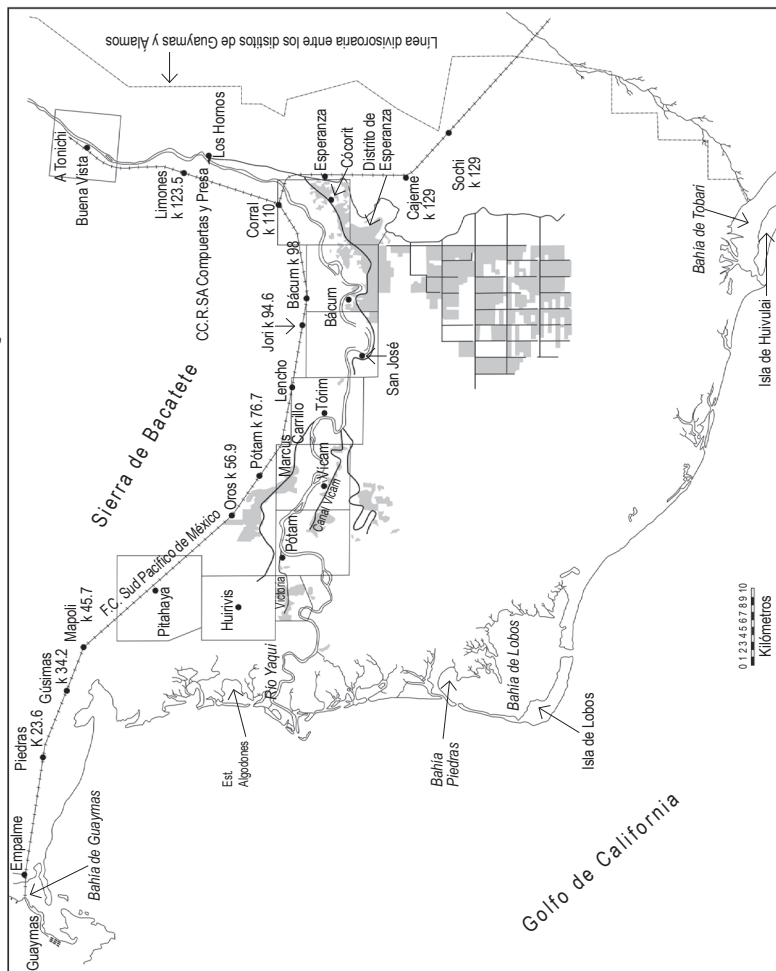 Línea divisoroaria entre los distitos de Guaymas y Álamos
A Tonichi
Buena Vista
Limones
k 123.5
Los Hornos
CC.R.SA Compuertas y Presa
Corral
k 110
Esperanza
Cócorit
Distrito de
Esperanza
Cajeme
k 129
Sochi
k 129
Bácum k 98
Bácum
Jori k 94.6
San José
Lencho
Tórim
Sierra de Bacatete
Marcus
Carrillo
Pótam k 76.7
Oros k 56.9
Vícam
Canal Vícam
Pótam
F.C. Sud Pacífico de México
Pitahaya
Huirivis
Victoria
Río Yaqui
Mapoli
k 45.7
Gúsimas
k 34.2
Piedras
K 23.6
Empalme
Guaymas
Bahía de Guaymas
Est.
Algodones
Bahía
Piedras
Bahía de Lobos
Isla de Lobos
Bahía de Tobari
Isla de Huivulai
Golfo de California
0 1 2 3 4 5 6 7 8 9 10
Kilómetros